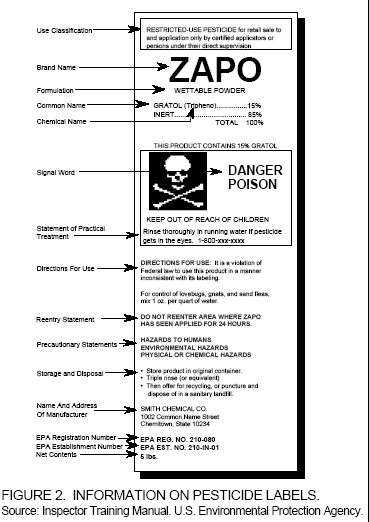 Use Classification
RESTRICTED-USE PESTICIDE for retail sale to
and application only by certified applicators or
persons under their direct supervision
Brand Name
ZAPO
Formulation
WETTABLE POWDER
Common Name
GRATOL (Tripheno)...............15%
Chemical Name
INERT................................. 85%
TOTAL 100%
THIS PRODUCT CONTAINS 15% GRATOL
Signal Word
DANGER
POISON
KEEP OUT OF REACH OF CHILDREN
Statement of Practical
Treatment
Rinse thoroughly in running water if pesticide
gets in the eyes. 1-800-xxx-xxxx
Directions For Use
DIRECTIONS FOR USE: It is a violation of
Federal law to use this product in a manner
inconsistent with its labeling.
For control of lovebugs, gnats, and sand fleas,
mix 1 oz. per quart of water.
Reentry Statement
DO NOT REENTER AREA WHERE ZAPO
HAS SEEN APPLIED FOR 24 HOURS.
Precautionary Statements
HAZARDS TO HUMANS
ENVIRONMENTAL HAZARDS
PHYSICAL OR CHEMICAL HAZARDS
Storage and Disposal
• Store product in original container.
• Triple rinse (or equivalent)
• Then offer for recycling, or puncture and
dispose of in a sanitary landfill.
Name And Address
Of Manufacturer
SMITH CHEMICAL CO.
1002 Common Name Street
Chemitown, State 10234
EPA Registration Number
EPA REG. NO. 210-080
EPA Establishment Number
EPA EST. NO. 210-IN-01
Net Contents
5 lbs.
FIGURE 2. INFORMATION ON PESTICIDE LABELS.
Source: Inspector Training Manual. U.S. Environmental Protection Agency.